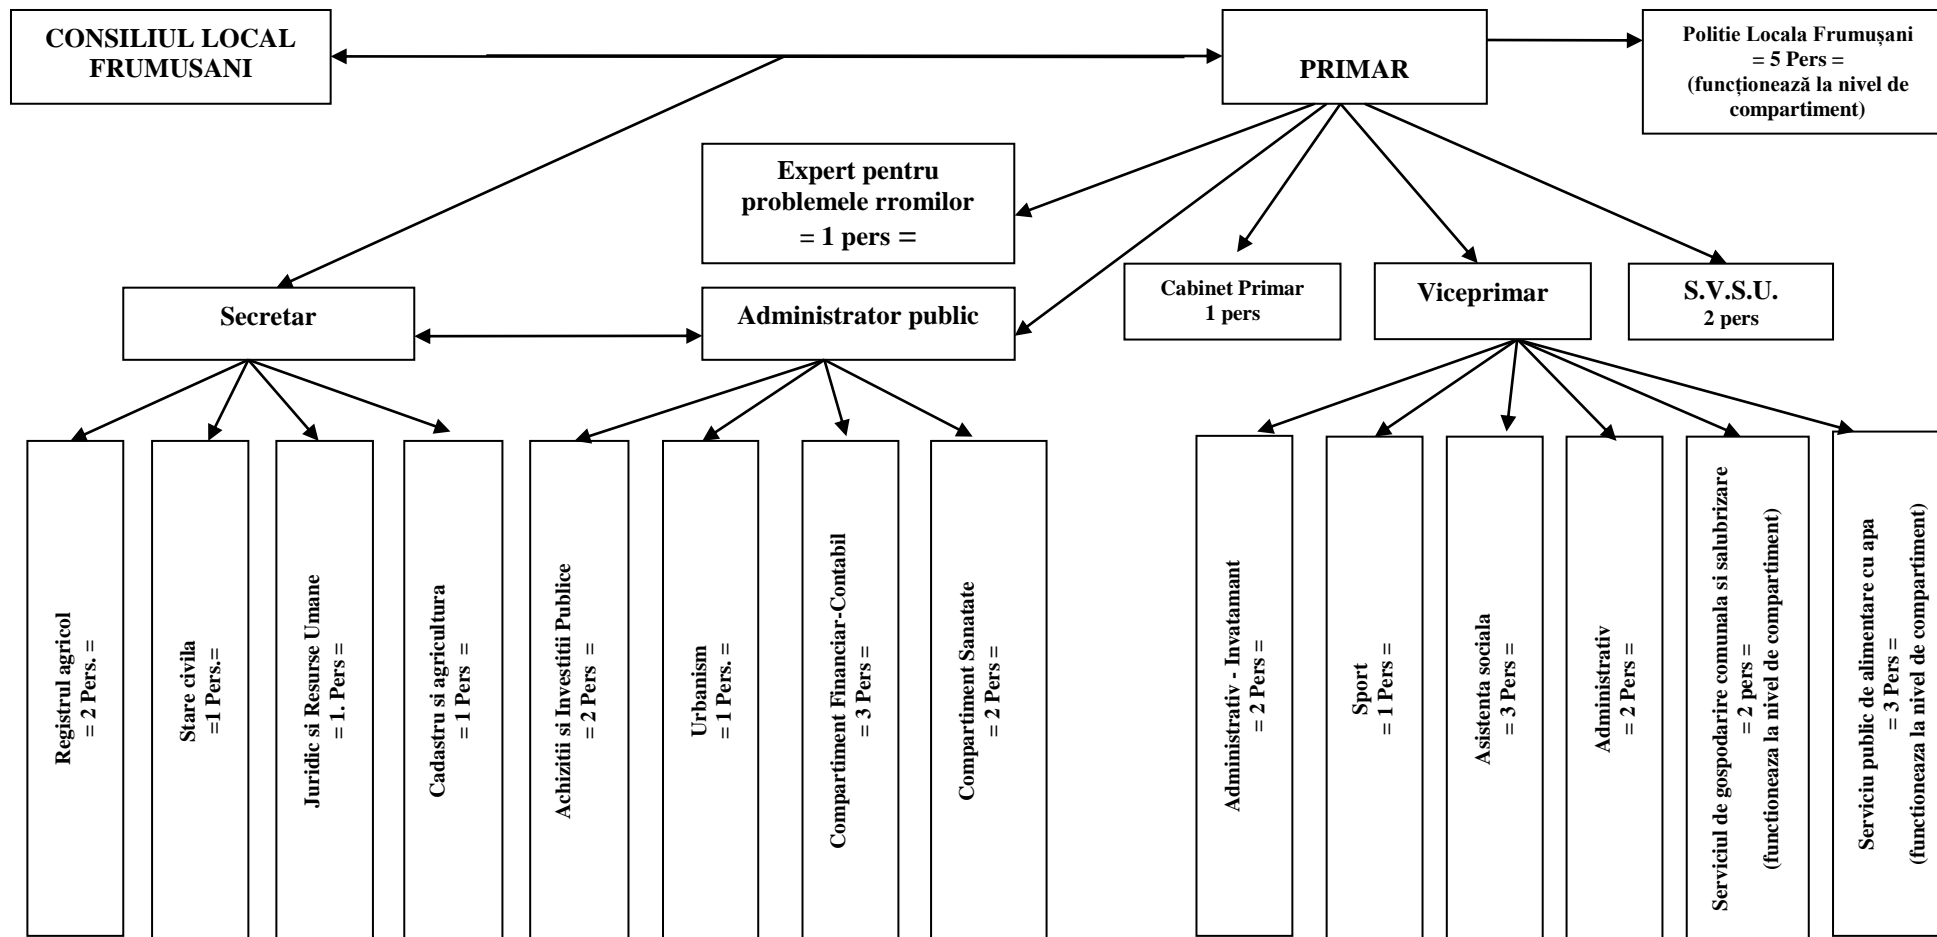 CONSILIUL LOCAL
FRUMUSANI
PRIMAR
Politie Locala Frumușani
= 5 Pers =
(funcționează la nivel de
compartiment)
Expert pentru
problemele rromilor
= 1 pers =
Secretar
Administrator public
Cabinet Primar
1 pers
Viceprimar
S.V.S.U.
2 pers
Registrul agricol
= 2 Pers. =
Stare civila
=1 Pers.=
Juridic si Resurse Umane
= 1. Pers =
Cadastru si agricultura
= 1 Pers =
Achizitii si Investitii Publice
= 2 Pers =
Urbanism
= 1 Pers. =
Compartiment Financiar-Contabil
= 3 Pers =
Compartiment Sanatate
= 2 Pers =
Administrativ - Invatamant
= 2 Pers =
Sport
= 1 Pers =
Asistenta sociala
= 3 Pers =
Administrativ
= 2 Pers =
Serviciul de gospodarire comunala si salubrizare
= 2 pers =
(functioneaza la nivel de compartiment)
Serviciu public de alimentare cu apa
= 3 Pers =
(functioneaza la nivel de compartiment)